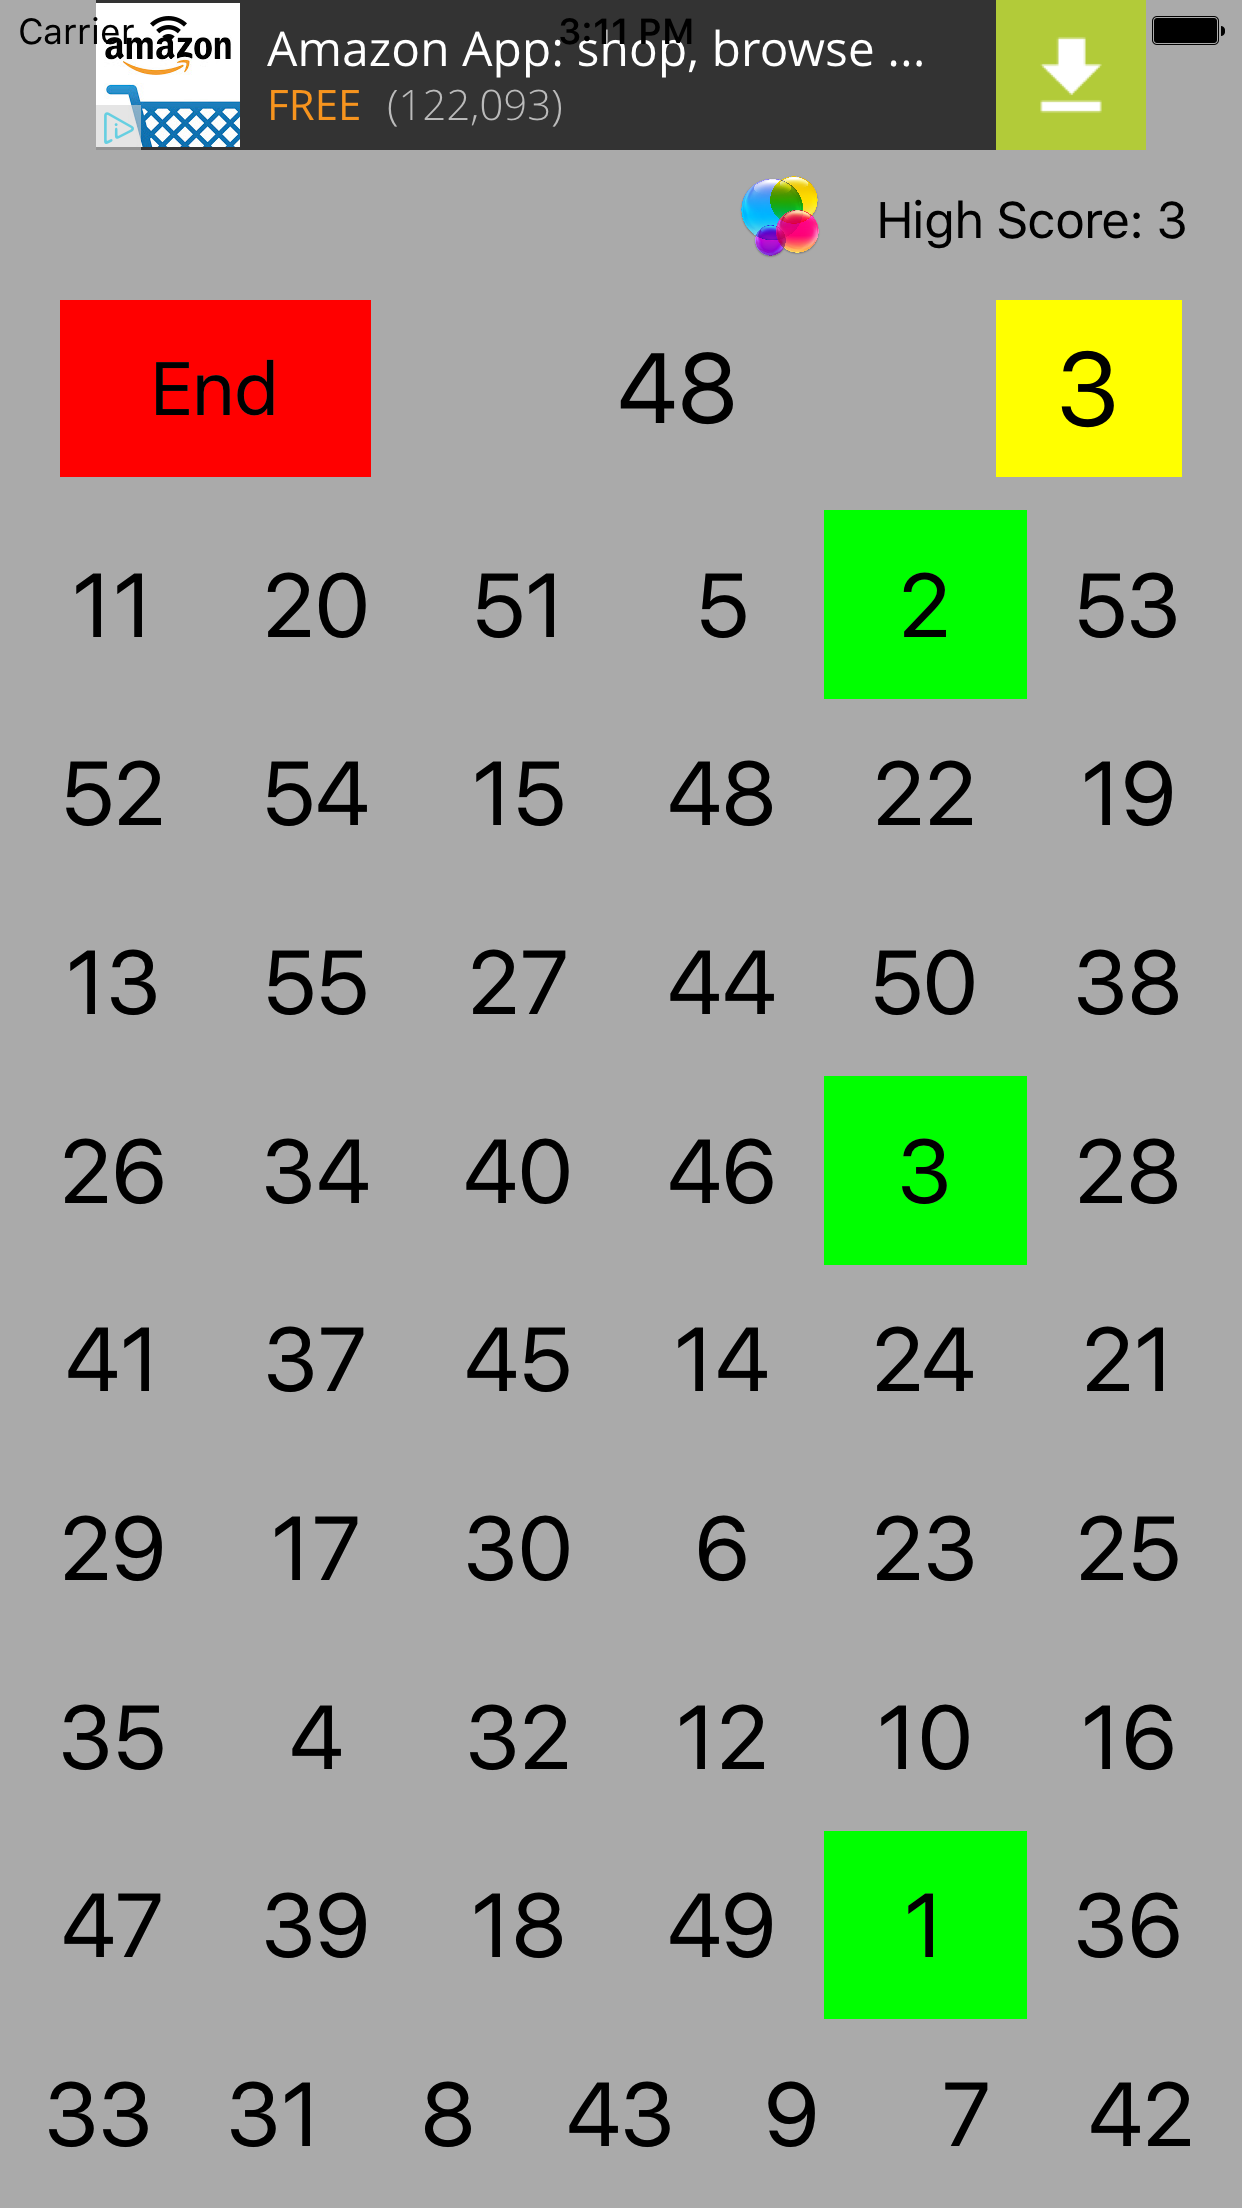 Carrier 3:11 PM
amazon
Amazon App: shop, browse ...
FREE (122,093)
High Score: 3
End 48 3
11 20 51 5 2 53
52 54 15 48 22 19
13 55 27 44 50 38
26 34 40 46 3 28
41 37 45 14 24 21
29 17 30 6 23 25
35 4 32 12 10 16
47 39 18 49 1 36
33 31 8 43 9 7 42